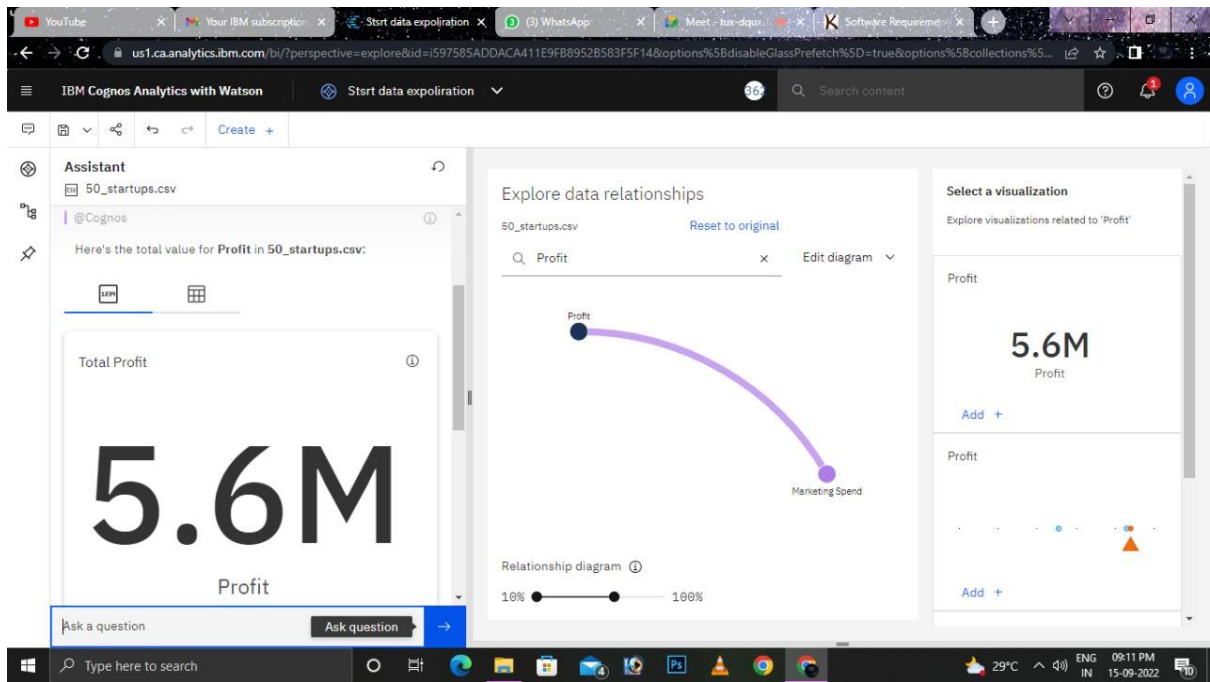 YouTube
Your IBM subscription
Stsrt data expoliration
(3) WhatsApp
Meet - tux-dqux
Software Requireme
us1.ca.analytics.ibm.com/bi/?perspective=explore&id=i597585ADDACA411E9FB8952B583F5F14&options%5BdisableGlassPrefetch%5D=true&options%5Bcollections%5...
IBM Cognos Analytics with Watson
Stsrt data expoliration
Search content
1
Create +
Assistant
50_startups.csv
@Cognos
Here's the total value for Profit in 50_startups.csv:
Total Profit
5.6M
Profit
Ask a question
Ask question
Explore data relationships
50_startups.csv
Reset to original
Profit
Edit diagram
Profit
Marketing Spend
Relationship diagram
10%
100%
Select a visualization
Explore visualizations related to 'Profit'
Profit
5.6M
Profit
Add +
Profit
Add +
Type here to search
Ps
29°C
ENG
IN
09:11 PM
15-09-2022